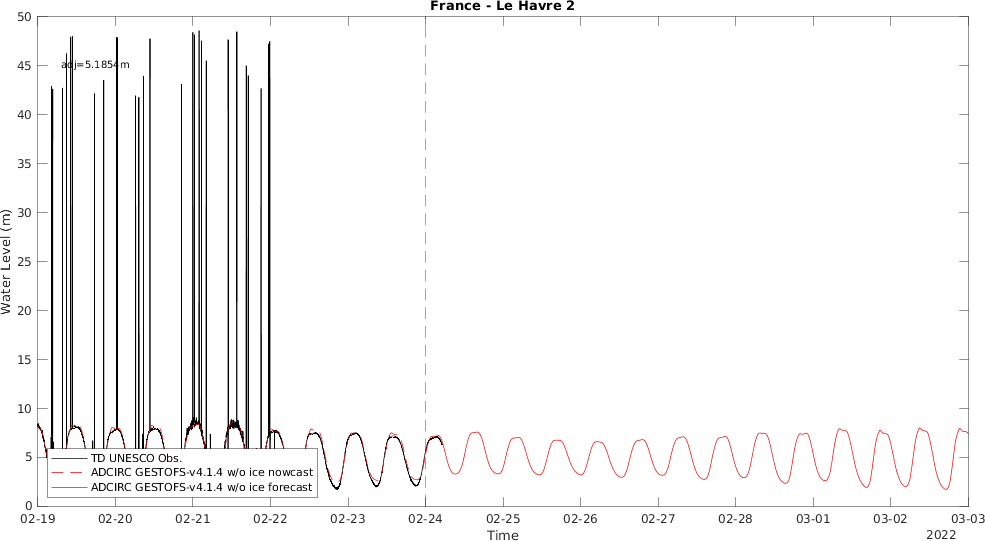 France - Le Havre 2
50
45
40
35
30
25
20
15
10
5
0
Water Level (m)
adj=5.1854m
TD UNESCO Obs.
ADCIRC GESTOFS-v4.1.4 w/o ice nowcast
ADCIRC GESTOFS-v4.1.4 w/o ice forecast
02-19 02-20 02-21 02-22 02-23 02-24 02-25 02-26 02-27 02-28 03-01 03-02 03-03
Time
2022